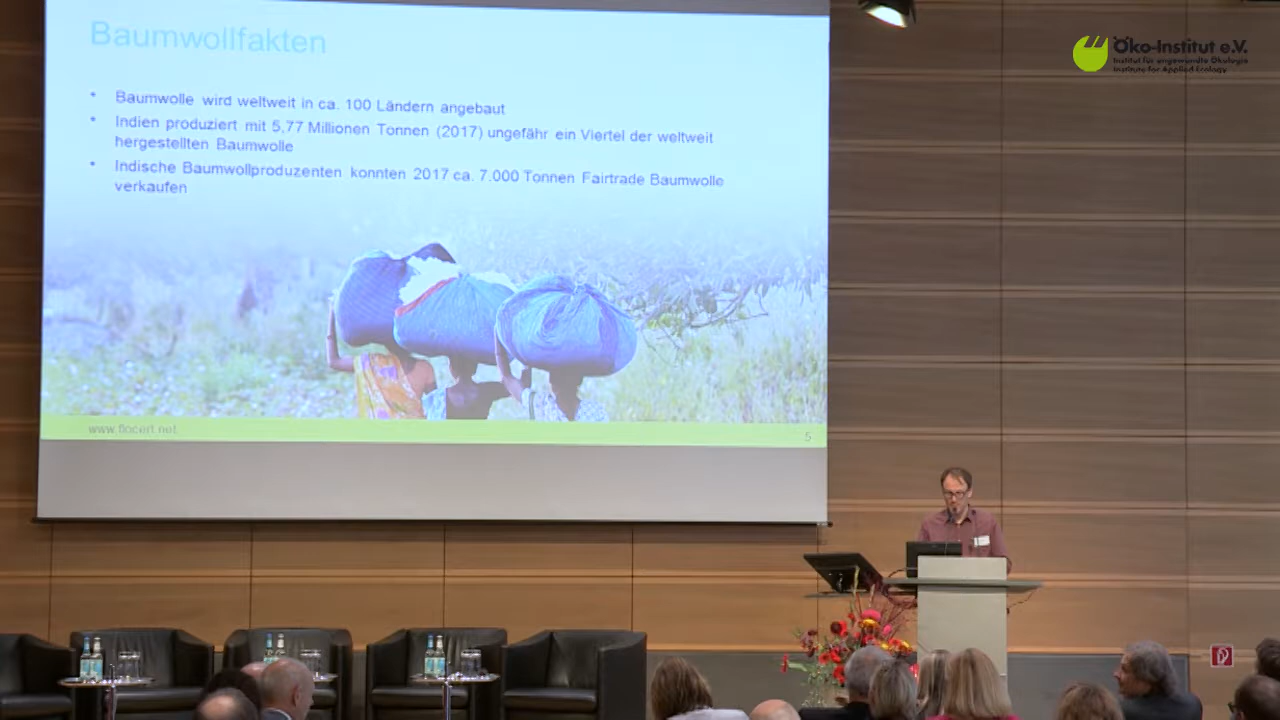 Baumwollfakten
• Baumwolle wird weltweit in ca. 100 Ländern angebaut
• Indien produziert mit 5,77 Millionen Tonnen (2017) ungefähr ein Viertel der weltweit
hergestellten Baumwolle
• Indische Baumwollproduzenten konnten 2017 ca. 7.000 Tonnen Fairtrade Baumwolle
verkaufen
www.flocert.net
5
Öko-Institut e.V.
Institut für angewandte Ökologie
Institute for Applied Ecology